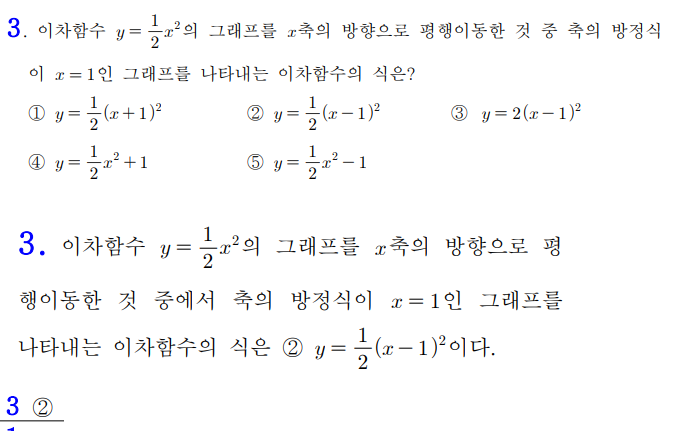 3. 이차함수 y=1/2x²의 그래프를 x축의 방향으로 평행이동한 것 중 축의 방정식
이 x=1인 그래프를 나타내는 이차함수의 식은?
① y=1/2(x+1)² ② y=1/2(x-1)² ③ y=2(x-1)²
④ y=1/2x²+1 ⑤ y=1/2x²-1
3. 이차함수 y=1/2x²의 그래프를 x축의 방향으로 평
행이동한 것 중에서 축의 방정식이 x=1인 그래프를
나타내는 이차함수의 식은 ② y=1/2(x-1)²이다.
3 ②